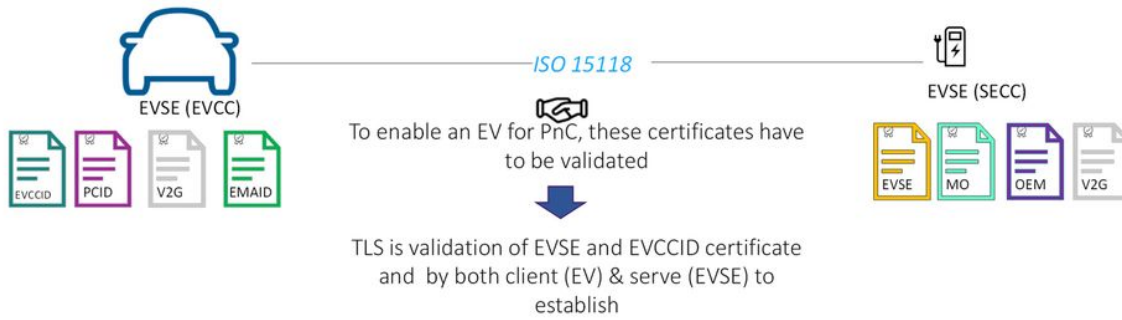 ISO 15118
EVSE (EVCC)
EVSE (SECC)
To enable an EV for PnC, these certificates have
to be validated
EVCCID
PCID
V2G
EMAID
EVSE
MO
OEM
V2G
TLS is validation of EVSE and EVCCID certificate
and by both client (EV) & serve (EVSE) to
establish